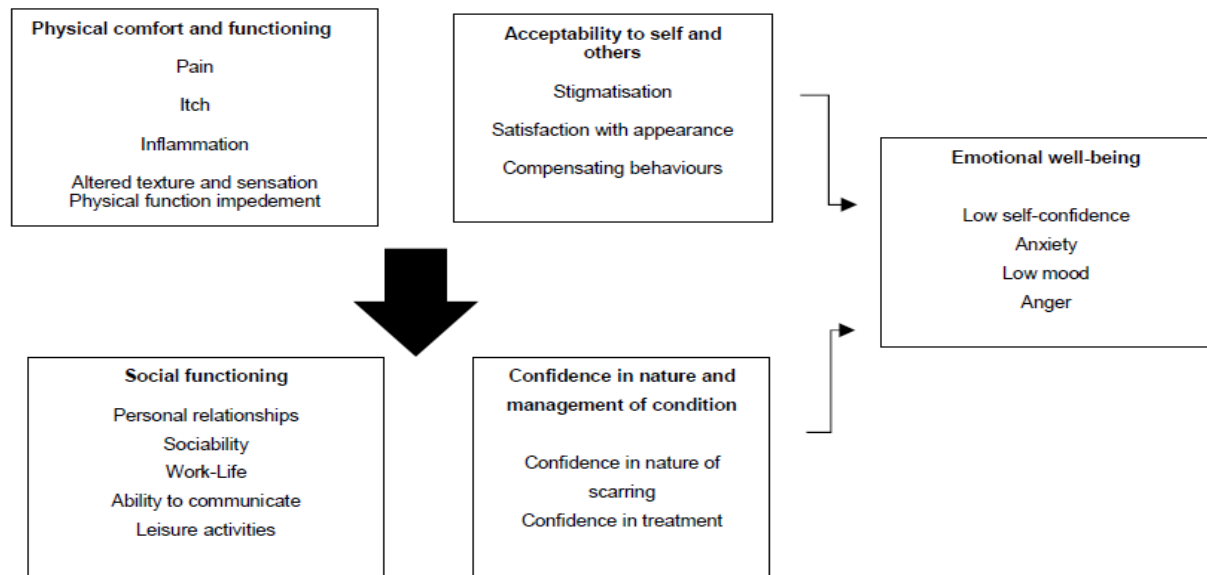 Physical comfort and functioning
Pain
Itch
Inflammation
Altered texture and sensation
Physical function impedement
Acceptability to self and
others
Stigmatisation
Satisfaction with appearance
Compensating behaviours
Emotional well-being
Low self-confidence
Anxiety
Low mood
Anger
Social functioning
Personal relationships
Sociability
Work-Life
Ability to communicate
Leisure activities
Confidence in nature and
management of condition
Confidence in nature of
scarring
Confidence in treatment